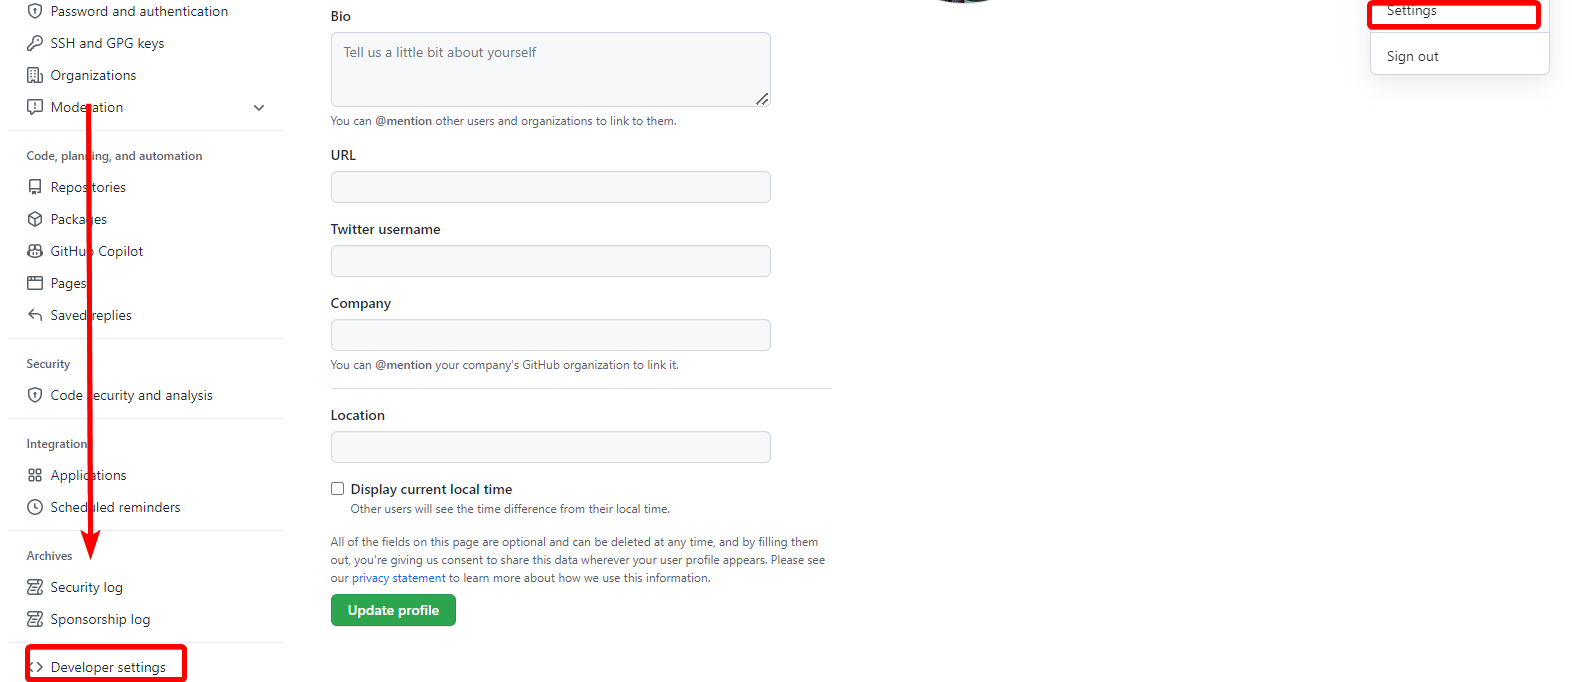 Password and authentication
SSH and GPG keys
Organizations
Moderation
Code, planning, and automation
Repositories
Packages
GitHub Copilot
Pages
Saved replies
Security
Code security and analysis
Integrations
Applications
Scheduled reminders
Archives
Security log
Sponsorship log
Developer settings
Bio
Tell us a little bit about yourself
You can @mention other users and organizations to link to them.
URL
Twitter username
Company
You can @mention your company's GitHub organization to link it.
Location
Display current local time
Other users will see the time difference from their local time.
All of the fields on this page are optional and can be deleted at any time, and by filling them
out, you're giving us consent to share this data wherever your user profile appears. Please see
our privacy statement to learn more about how we use this information.
Update profile
Settings
Sign out